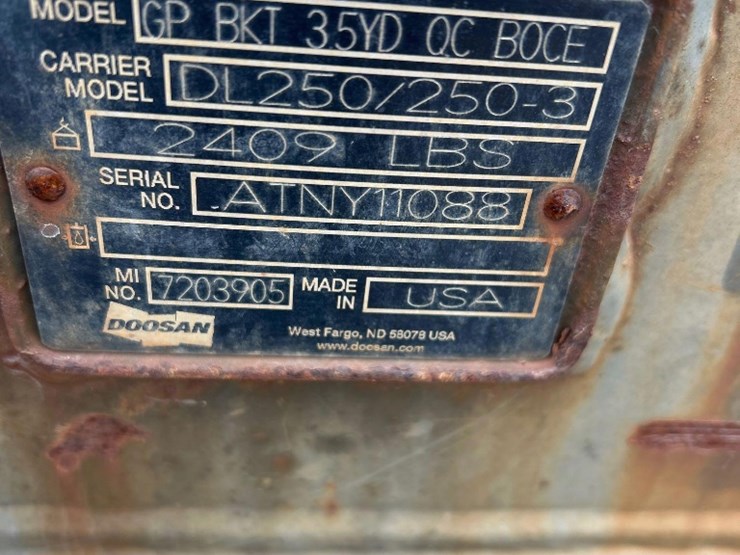 MODEL GP BKT 3.5YD QC BOCE
CARRIER MODEL DL250/250-3
2409 LBS
SERIAL NO. ATNY11088
MI NO. 7203905 MADE IN USA
DOOSAN
West Fargo, ND 58078 USA
www.doosan.com